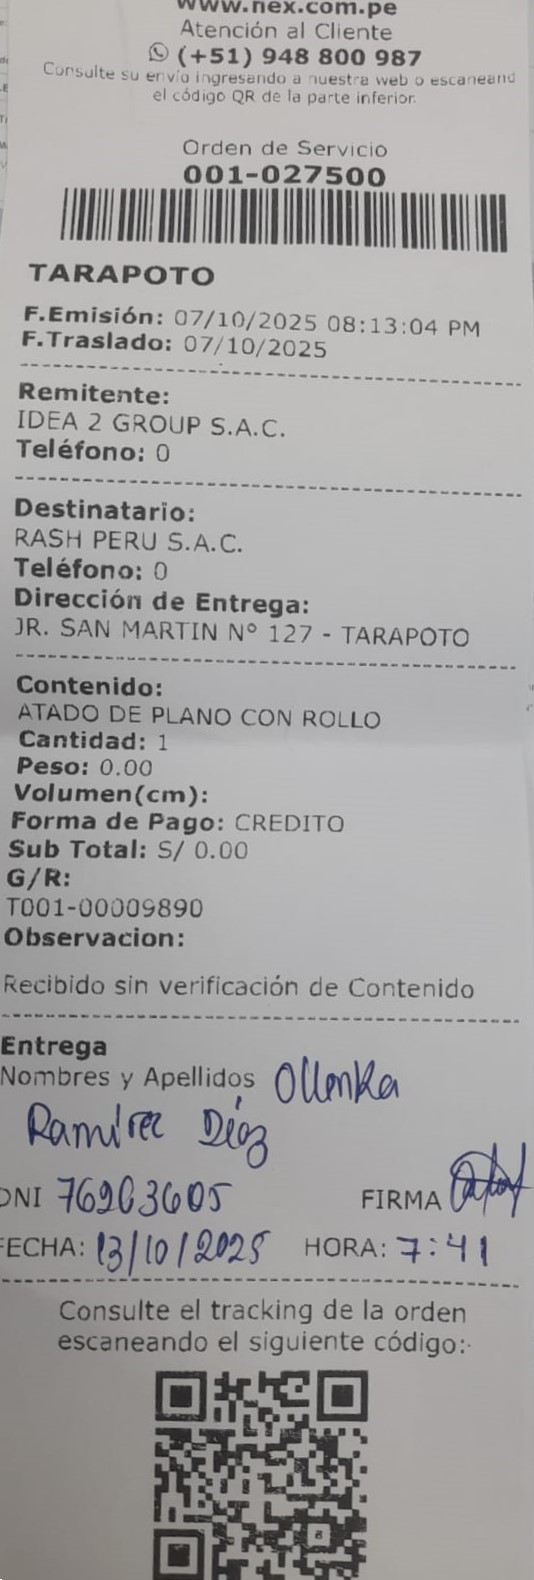 www.nex.com.pe
Atención al Cliente
(+51) 948 800 987
Consulte su envío ingresando a nuestra web o escaneand
el código QR de la parte inferior.
Orden de Servicio
001-027500
TARAPOTO
F.Emisión: 07/10/2025 08:13:04 PM
F.Traslado: 07/10/2025
Remitente:
IDEA 2 GROUP S.A.C.
Teléfono: 0
Destinatario:
RASH PERU S.A.C.
Teléfono: 0
Dirección de Entrega:
JR. SAN MARTIN N° 127 - TARAPOTO
Contenido:
ATADO DE PLANO CON ROLLO
Cantidad: 1
Peso: 0.00
Volumen(cm):
Forma de Pago: CREDITO
Sub Total: S/ 0.00
G/R:
T001-00009890
Observacion:
Recibido sin verificación de Contenido
Entrega
Nombres y Apellidos Ollenka
Ramírez Díaz
DNI 76203605 FIRMA
FECHA: 13/10/2025 HORA: 7:41
Consulte el tracking de la orden
escaneando el siguiente código: